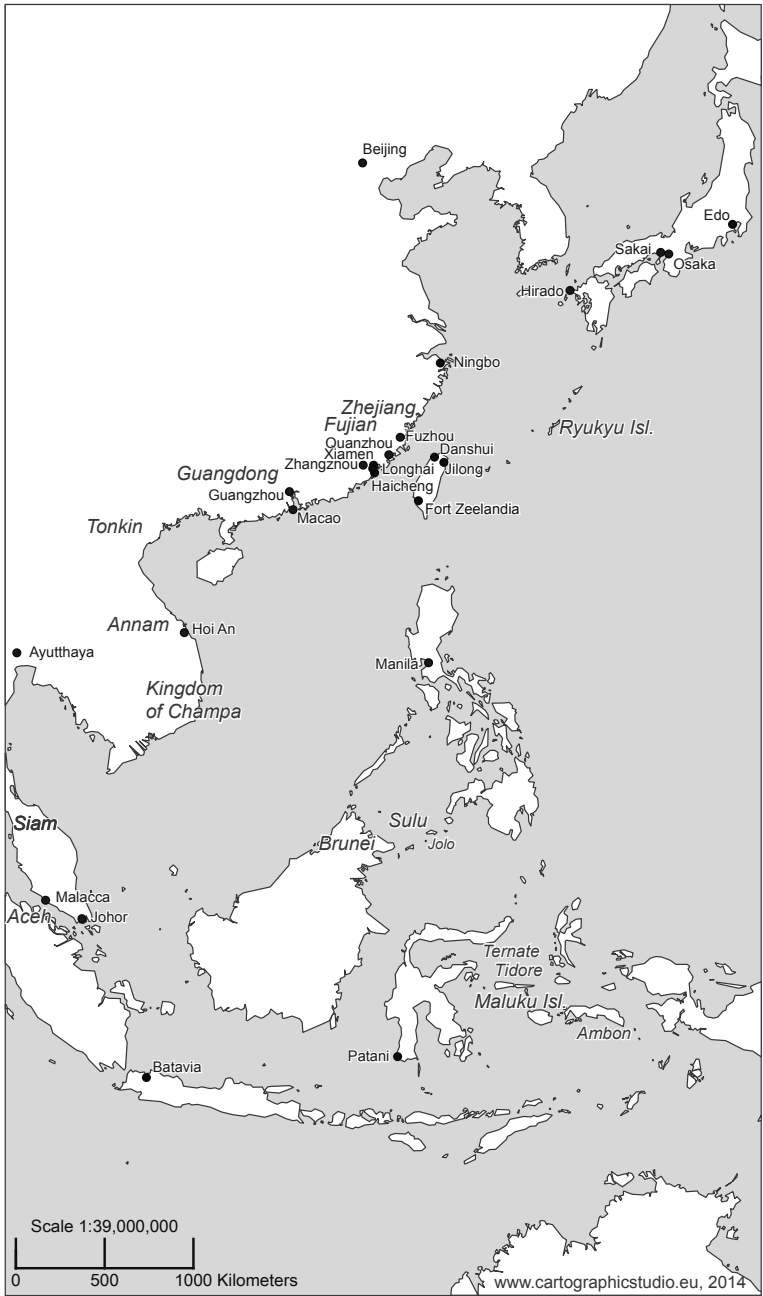 Beijing
Edo
Sakai
Osaka
Hirado
Ningbo
Zhejiang
Fujian
Ryukyu Isl.
Fuzhou
Quanzhou
Danshui
Xiamen
Zhangzhou
Longhai
Jilong
Guangdong
Haicheng
Guangzhou
Fort Zeelandia
Macao
Tonkin
Annam
Hoi An
Ayutthaya
Manila
Kingdom
of Champa
Siam
Sulu
Brunei
Jolo
Malacca
Aceh
Johor
Ternate
Tidore
Maluku Isl.
Ambon
Patani
Batavia
Scale 1:39,000,000
0 500 1000 Kilometers
www.cartographicstudio.eu, 2014